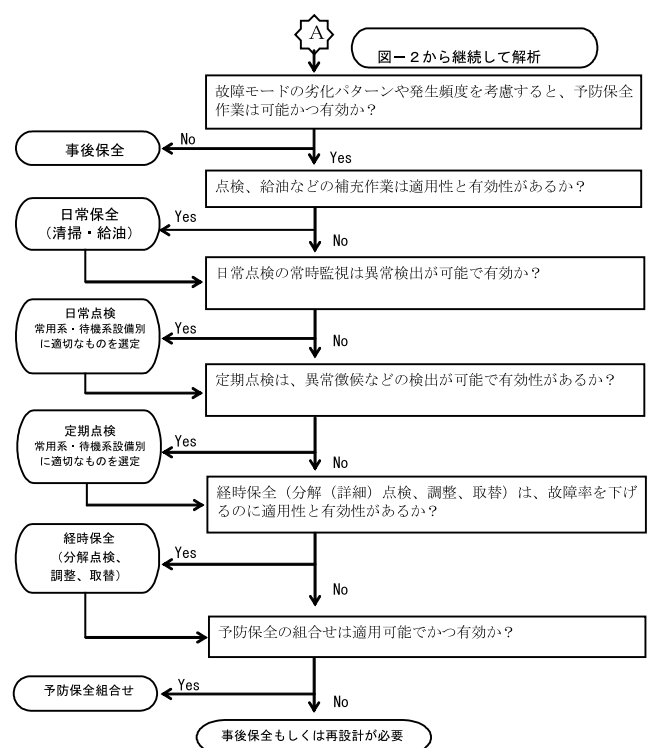 A
図－２から継続して解析
故障モードの劣化パターンや発生頻度を考慮すると、予防保全
作業は可能かつ有効か？
No
事後保全
Yes
点検、給油などの補充作業は適用性と有効性があるか？
日常保全
（清掃・給油）
Yes
No
日常点検の常時監視は異常検出が可能で有効か？
日常点検
常用系・待機系設備別
に適切なものを選定
Yes
No
定期点検は、異常徴候などの検出が可能で有効性があるか？
定期点検
常用系・待機系設備別
に適切なものを選定
Yes
No
経時保全（分解（詳細）点検、調整、取替）は、故障率を下げ
るのに適用性と有効性があるか？
経時保全
（分解点検、
調整、取替）
Yes
No
予防保全の組合せは適用可能でかつ有効か？
予防保全組合せ
Yes
No
事後保全もしくは再設計が必要